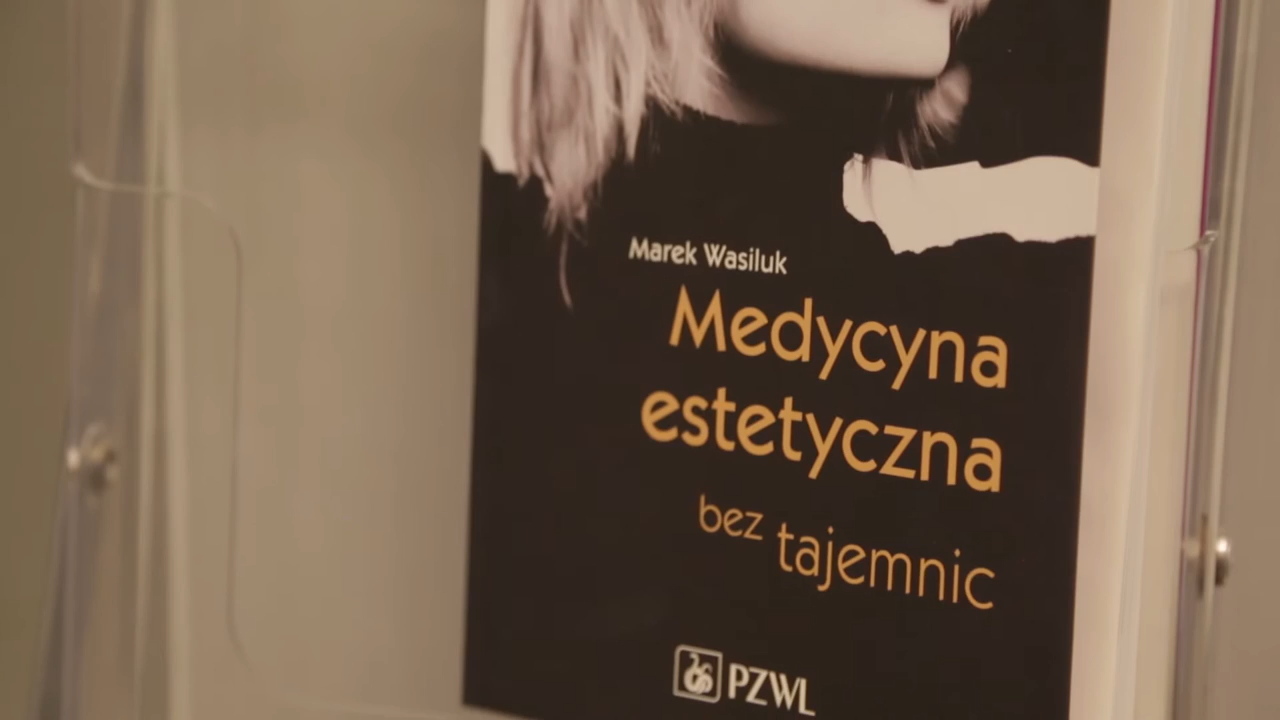 Marek Wasiluk
Medycyna
estetyczna
bez tajemnic
PZWL